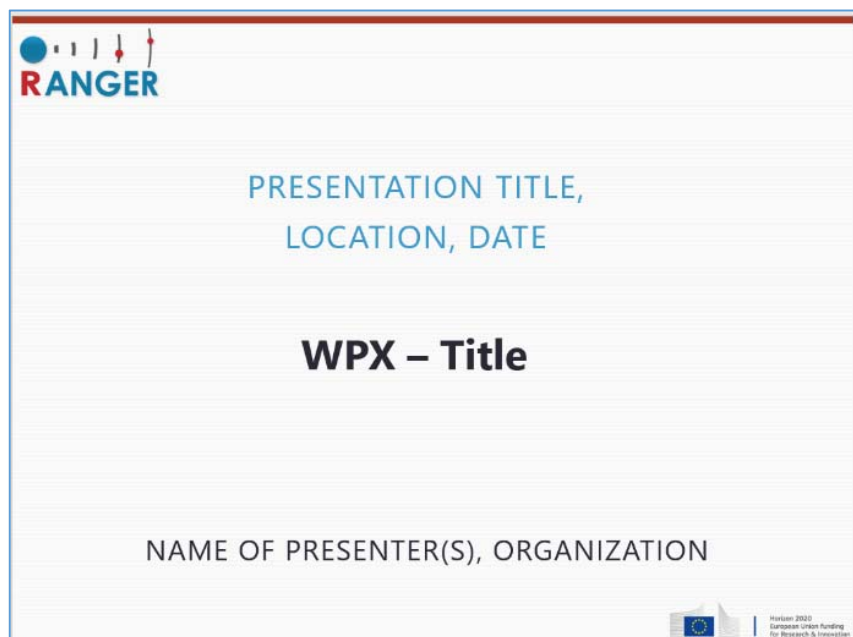 RANGER
PRESENTATION TITLE,
LOCATION, DATE
WPX – Title
NAME OF PRESENTER(S), ORGANIZATION
Horizon 2020
European Union funding
for Research & Innovation